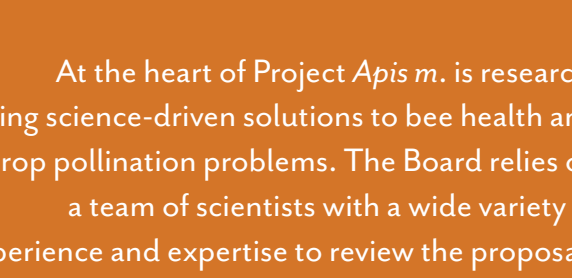 At the heart of Project Apis m. is researc
ing science-driven solutions to bee health an
rop pollination problems. The Board relies o
a team of scientists with a wide variety
perience and expertise to review the proposa